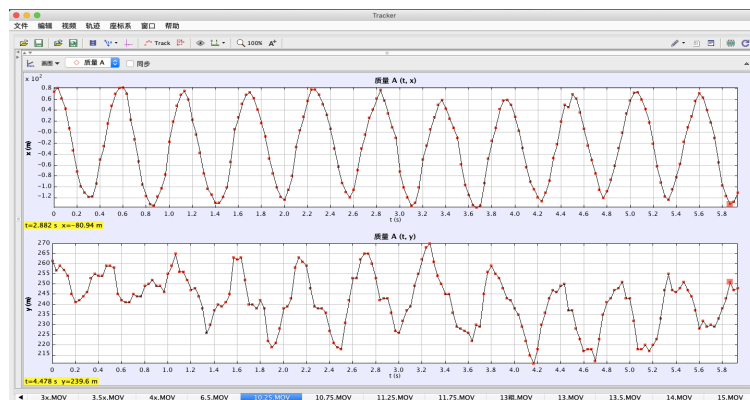 Tracker
文件 编辑 视频 轨迹 座标系 窗口 帮助
Track 100%
画图 质量 A 同步
质量 A (t, x)
x 10²
0.8
0.6
0.4
0.2
-0.0
-0.2
-0.4
-0.6
-0.8
-1.0
-1.2
x (m)
0 0.2 0.4 0.6 0.8 1.0 1.2 1.4 1.6 1.8 2.0 2.2 2.4 2.6 2.8 3.0 3.2 3.4 3.6 3.8 4.0 4.2 4.4 4.6 4.8 5.0 5.2 5.4 5.6 5.8
t (s)
t=2.882 s x=-80.94 m
质量 A (t, y)
270
265
260
255
250
245
240
235
230
225
220
215
y (m)
0 0.2 0.4 0.6 0.8 1.0 1.2 1.4 1.6 1.8 2.0 2.2 2.4 2.6 2.8 3.0 3.2 3.4 3.6 3.8 4.0 4.2 4.4 4.6 4.8 5.0 5.2 5.4 5.6 5.8
t (s)
t=4.478 s y=239.6 m
3x.MOV 3.5x.MOV 4x.MOV 6.5.MOV 10.25.MOV 10.75.MOV 11.25.MOV 11.75.MOV 13.MOV 13.5.MOV 14.MOV 15.MOV